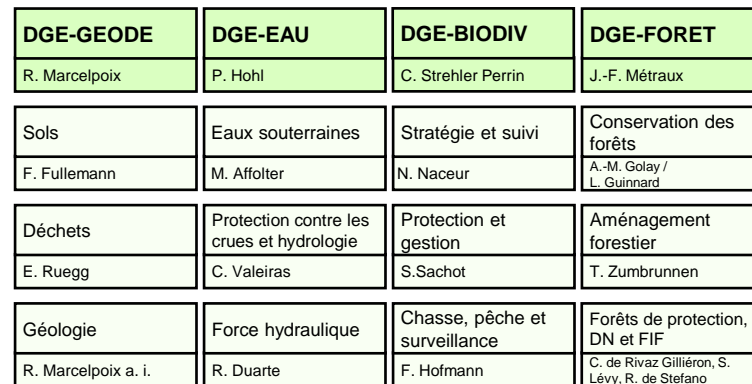 DGE-GEODE
R. Marcelpoix
DGE-EAU
P. Hohl
DGE-BIODIV
C. Strehler Perrin
DGE-FORET
J.-F. Métraux
Sols
F. Fullemann
Eaux souterraines
M. Affolter
Stratégie et suivi
N. Naceur
Conservation des
forêts
A.-M. Golay /
L. Guinnard
Déchets
E. Ruegg
Protection contre les
crues et hydrologie
C. Valeiras
Protection et
gestion
S.Sachot
Aménagement
forestier
T. Zumbrunnen
Géologie
R. Marcelpoix a. i.
Force hydraulique
R. Duarte
Chasse, pêche et
surveillance
F. Hofmann
Forêts de protection,
DN et FIF
C. de Rivaz Gilliéron, S.
Lévy, R. de Stefano